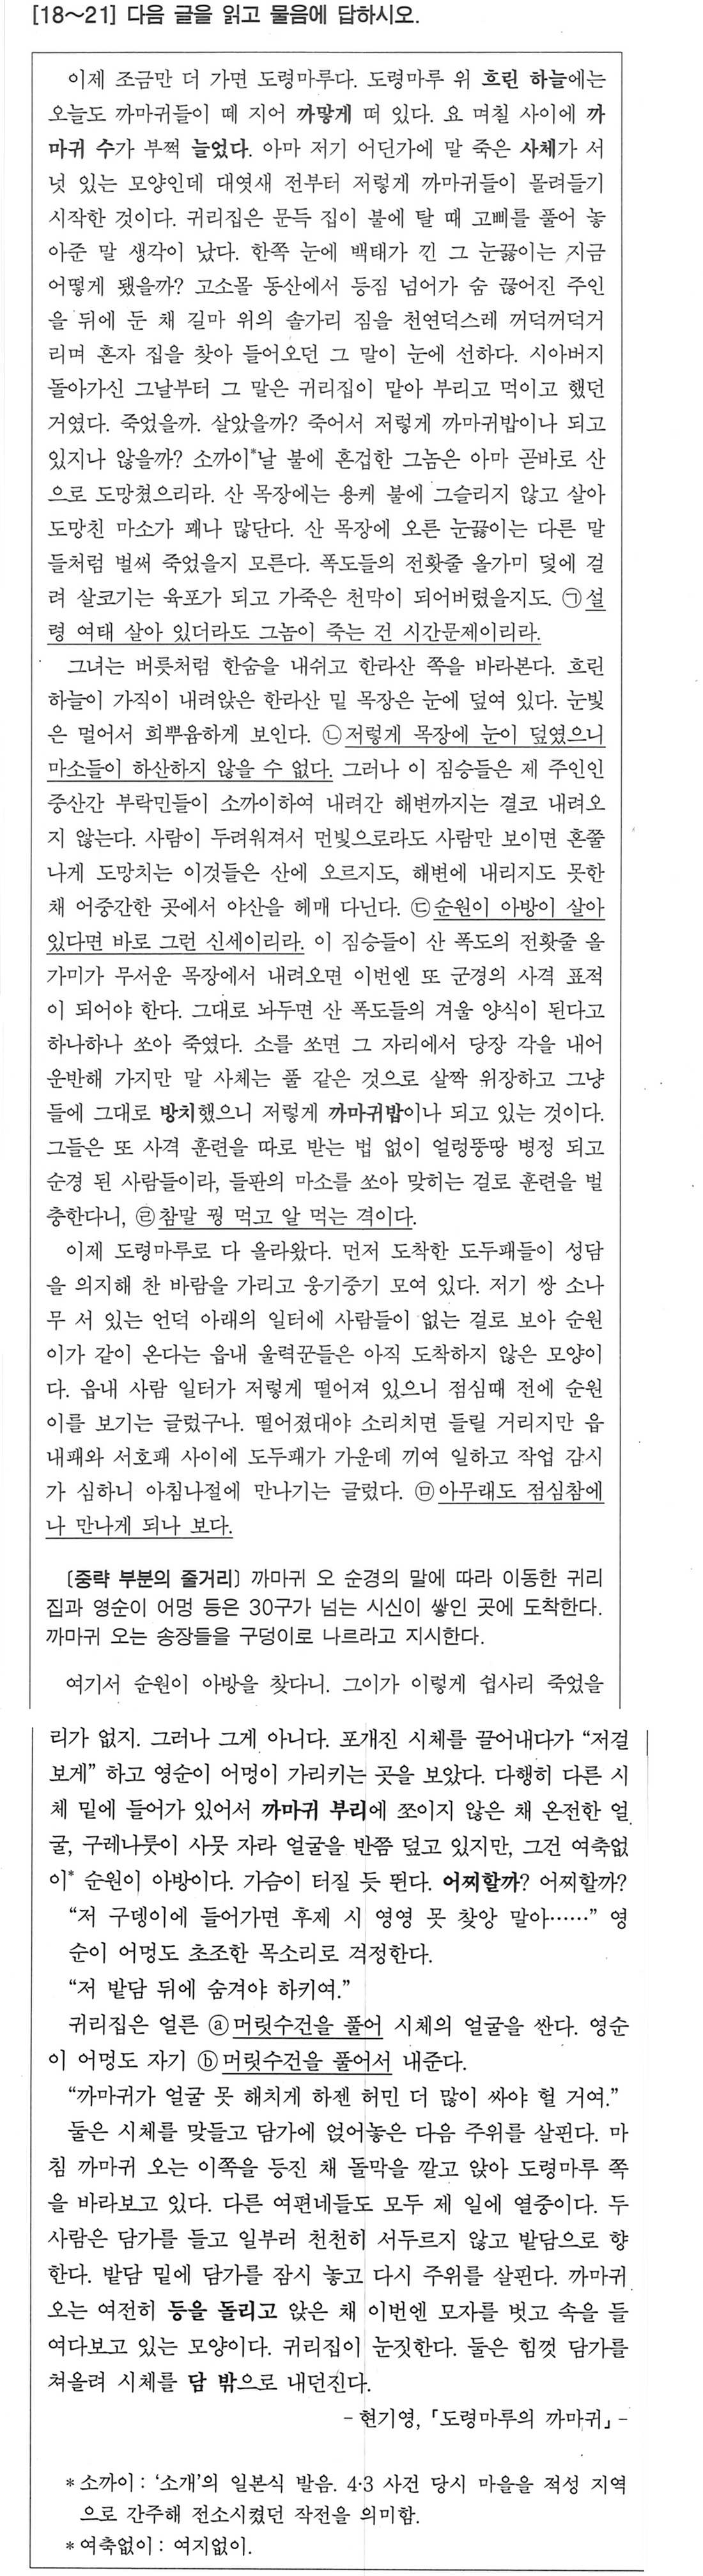 [18～21] 다음 글을 읽고 물음에 답하시오.
이제 조금만 더 가면 도령마루다. 도령마루 위 흐린 하늘에는
오늘도 까마귀들이 떼 지어 까맣게 떠 있다. 요 며칠 사이에 까
마귀 수가 부쩍 늘었다. 아마 저기 어딘가에 말 죽은 사체가 서
넛 있는 모양인데 대엿새 전부터 저렇게 까마귀들이 몰려들기
시작한 것이다. 귀리집은 문득 집이 불에 탈 때 고삐를 풀어 놓
아준 말 생각이 났다. 한쪽 눈에 백태가 낀 그 눈끓이는 지금
어떻게 됐을까? 고소몰 동산에서 등짐 넘어가 숨 끊어진 주인
을 뒤에 둔 채 길마 위의 솔가리 짐을 천연덕스레 꺼덕꺼덕거
리며 혼자 집을 찾아 들어오던 그 말이 눈에 선하다. 시아버지
돌아가신 그날부터 그 말은 귀리집이 맡아 부리고 먹이고 했던
거였다. 죽었을까. 살았을까? 죽어서 저렇게 까마귀밥이나 되고
있지나 않을까? 소까이*날 불에 혼겁한 그놈은 아마 곧바로 산
으로 도망쳤으리라. 산 목장에는 용케 불에 그슬리지 않고 살아
도망친 마소가 꽤나 많단다. 산 목장에 오른 눈끓이는 다른 말
들처럼 벌써 죽었을지 모른다. 폭도들의 전홧줄 올가미 덫에 걸
려 살코기는 육포가 되고 가죽은 천막이 되어버렸을지도. ㉠설
령 여태 살아 있더라도 그놈이 죽는 건 시간문제이리라.
그녀는 버릇처럼 한숨을 내쉬고 한라산 쪽을 바라본다. 흐린
하늘이 가직이 내려앉은 한라산 밑 목장은 눈에 덮여 있다. 눈빛
은 멀어서 희뿌윰하게 보인다. ㉡저렇게 목장에 눈이 덮였으니
마소들이 하산하지 않을 수 없다. 그러나 이 짐승들은 제 주인인
중산간 부락민들이 소까이하여 내려간 해변까지는 결코 내려오
지 않는다. 사람이 두려워져서 먼빛으로라도 사람만 보이면 혼쭐
나게 도망치는 이것들은 산에 오르지도, 해변에 내리지도 못한
채 어중간한 곳에서 야산을 헤매 다닌다. ㉢순원이 아방이 살아
있다면 바로 그런 신세이리라. 이 짐승들이 산 폭도의 전홧줄 올
가미가 무서운 목장에서 내려오면 이번엔 또 군경의 사격 표적
이 되어야 한다. 그대로 놔두면 산 폭도들의 겨울 양식이 된다고
하나하나 쏘아 죽였다. 소를 쏘면 그 자리에서 당장 각을 내어
운반해 가지만 말 사체는 풀 같은 것으로 살짝 위장하고 그냥
들에 그대로 방치했으니 저렇게 까마귀밥이나 되고 있는 것이다.
그들은 또 사격 훈련을 따로 받는 법 없이 얼렁뚱땅 병정 되고
순경 된 사람들이라, 들판의 마소를 쏘아 맞히는 걸로 훈련을 벌
충한다니, ㉣참말 꿩 먹고 알 먹는 격이다.
이제 도령마루로 다 올라왔다. 먼저 도착한 도두패들이 성담
을 의지해 찬 바람을 가리고 웅기중기 모여 있다. 저기 쌍 소나
무 서 있는 언덕 아래의 일터에 사람들이 없는 걸로 보아 순원
이가 같이 온다는 읍내 울력꾼들은 아직 도착하지 않은 모양이
다. 읍내 사람 일터가 저렇게 떨어져 있으니 점심때 전에 순원
이를 보기는 글렀구나. 떨어졌대야 소리치면 들릴 거리지만 읍
내패와 서호패 사이에 도두패가 가운데 끼여 일하고 작업 감시
가 심하니 아침나절에 만나기는 글렀다. ㉤아무래도 점심참에
나 만나게 되나 보다.
[중략 부분의 줄거리] 까마귀 오 순경의 말에 따라 이동한 귀리
집과 영순이 어멍 등은 30구가 넘는 시신이 쌓인 곳에 도착한다.
까마귀 오는 송장들을 구덩이로 나르라고 지시한다.
여기서 순원이 아방을 찾다니. 그이가 이렇게 쉽사리 죽었을
리가 없지. 그러나 그게 아니다. 포개진 시체를 끌어내다가 “저걸
보게” 하고 영순이 어멍이 가리키는 곳을 보았다. 다행히 다른 시
체 밑에 들어가 있어서 까마귀 부리에 쪼이지 않은 채 온전한 얼
굴, 구레나룻이 사뭇 자라 얼굴을 반쯤 덮고 있지만, 그건 여축없
이* 순원이 아방이다. 가슴이 터질 듯 뛴다. 어찌할까? 어찌할까?
“저 구뎅이에 들어가면 후제 시 영영 못 찾앙 말아……” 영
순이 어멍도 초조한 목소리로 걱정한다.
“저 밭담 뒤에 숨겨야 하키여.”
귀리집은 얼른 ⓐ머릿수건을 풀어 시체의 얼굴을 싼다. 영순
이 어멍도 자기 ⓑ머릿수건을 풀어서 내준다.
“까마귀가 얼굴 못 해치게 하젠 허민 더 많이 싸야 헐 거여.”
둘은 시체를 맞들고 담가에 얹어놓은 다음 주위를 살핀다. 마
침 까마귀 오는 이쪽을 등진 채 돌막을 깔고 앉아 도령마루 쪽
을 바라보고 있다. 다른 여편네들도 모두 제 일에 열중이다. 두
사람은 담가를 들고 일부러 천천히 서두르지 않고 밭담으로 향
한다. 밭담 밑에 담가를 잠시 놓고 다시 주위를 살핀다. 까마귀
오는 여전히 등을 돌리고 앉은 채 이번엔 모자를 벗고 속을 들
여다보고 있는 모양이다. 귀리집이 눈짓한다. 둘은 힘껏 담가를
쳐올려 시체를 담 밖으로 내던진다.
- 현기영, 「도령마루의 까마귀」 -
* 소까이 : ‘소개’의 일본식 발음. 4·3 사건 당시 마을을 적성 지역
으로 간주해 전소시켰던 작전을 의미함.
* 여축없이 : 여지없이.